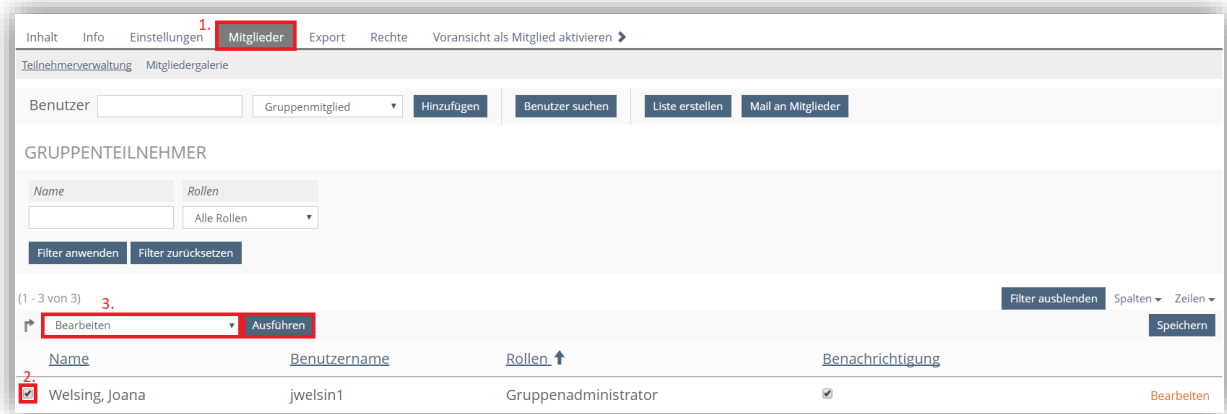 1.
Inhalt Info Einstellungen Mitglieder Export Rechte Voransicht als Mitglied aktivieren
Teilnehmerverwaltung Mitgliedergalerie
Benutzer Gruppenmitglied Hinzufügen Benutzer suchen Liste erstellen Mail an Mitglieder
GRUPPENTEILNEHMER
Name Rollen
Alle Rollen
Filter anwenden Filter zurücksetzen
(1 - 3 von 3) Filter ausblenden Spalten Zeilen
3.
Bearbeiten Ausführen Speichern
Name Benutzername Rollen Benachrichtigung
2.
Welsing, Joana jwelsin1 Gruppenadministrator Bearbeiten